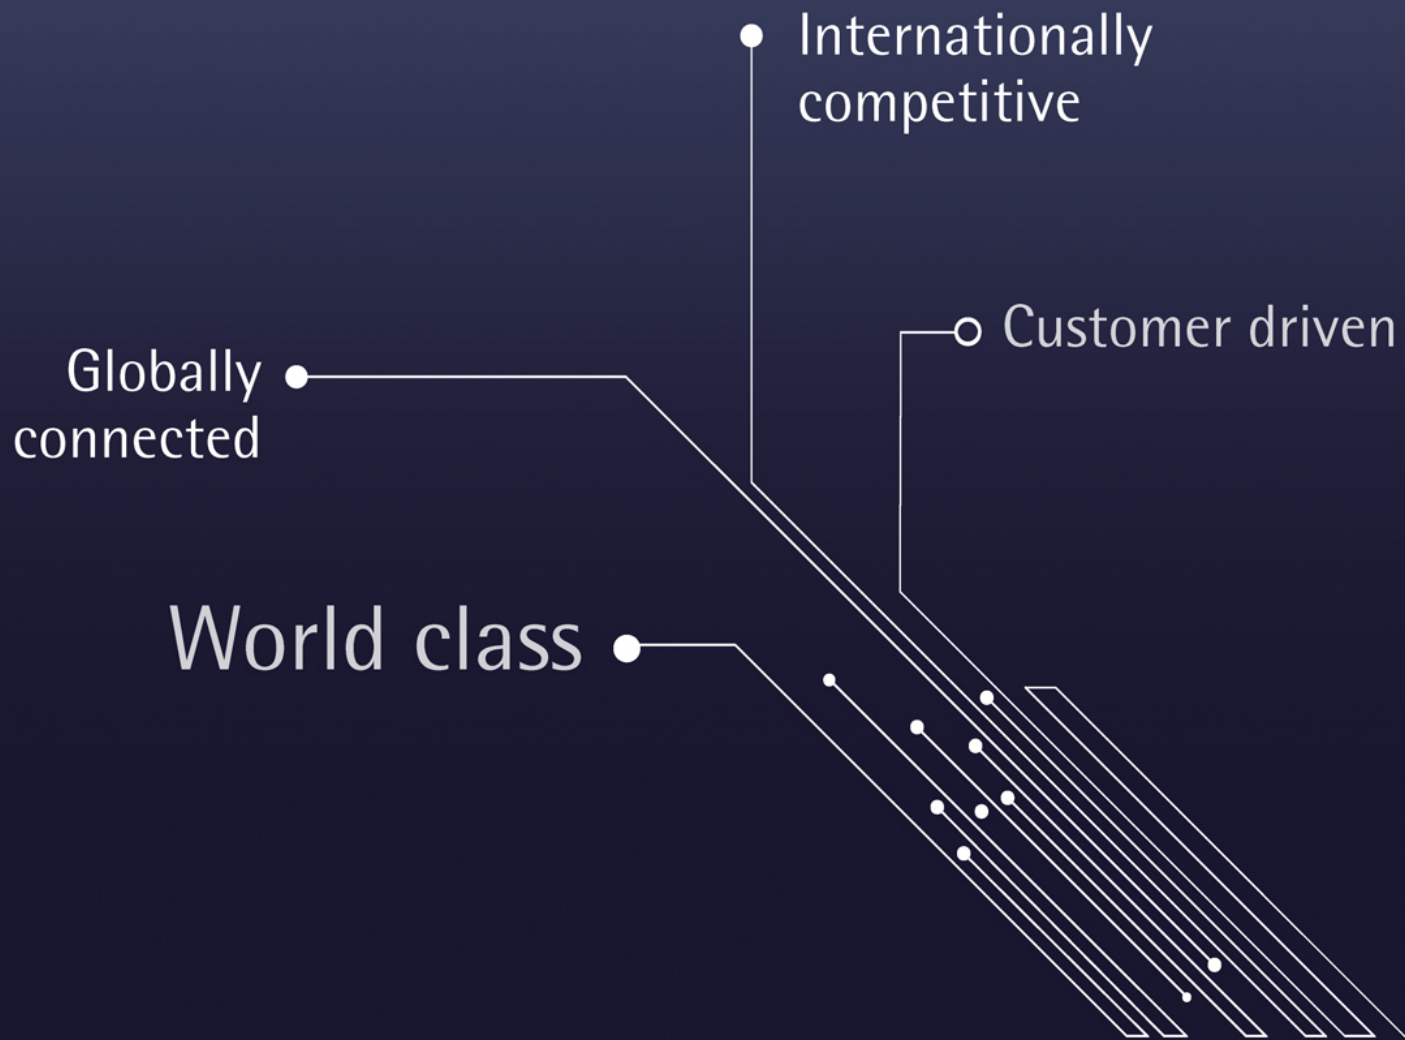 Internationally
competitive
Customer driven
Globally
connected
World class